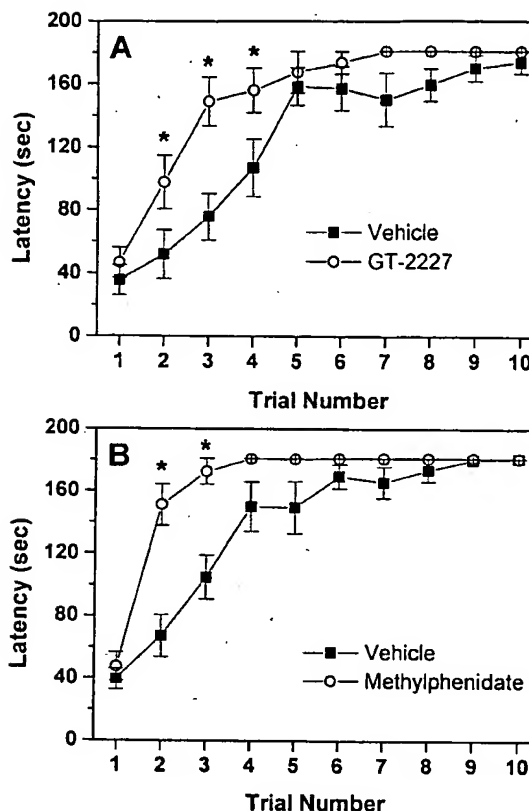 A
Latency (sec)
200
160
120
80
40
0
* * *
Vehicle
GT-2227
1 2 3 4 5 6 7 8 9 10
Trial Number
B
Latency (sec)
200
160
120
80
40
0
* *
Vehicle
Methylphenidate
1 2 3 4 5 6 7 8 9 10
Trial Number